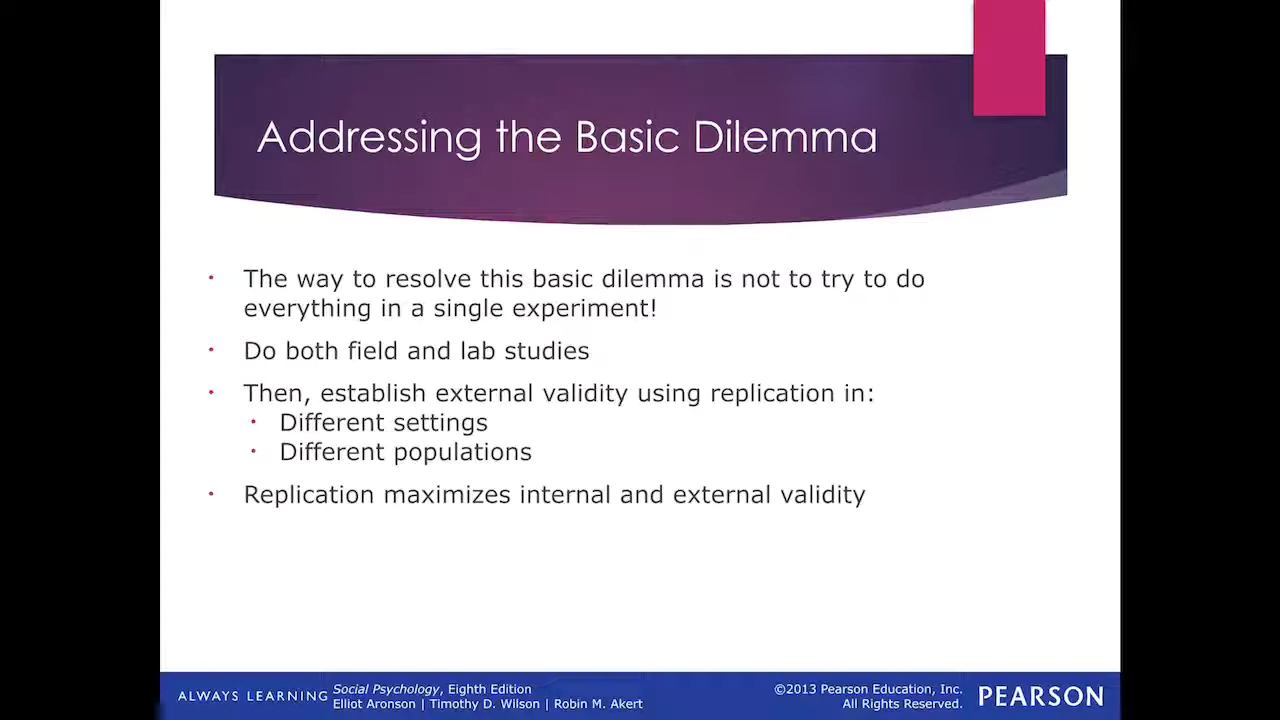 Addressing the Basic Dilemma
The way to resolve this basic dilemma is not to try to do
everything in a single experiment!
Do both field and lab studies
Then, establish external validity using replication in:
Different settings
Different populations
Replication maximizes internal and external validity
ALWAYS LEARNING
Social Psychology, Eighth Edition
Elliot Aronson | Timothy D. Wilson | Robin M. Akert
©2013 Pearson Education, Inc.
All Rights Reserved.
PEARSON